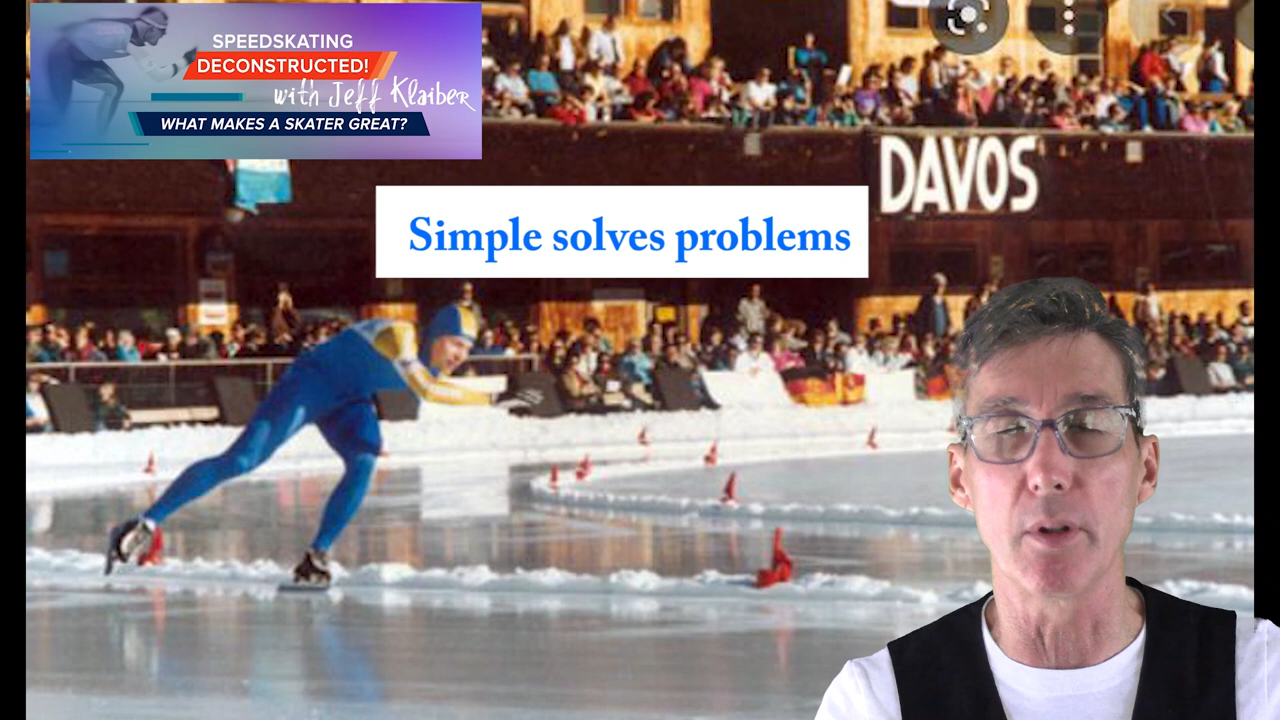 SPEEDSKATING
DECONSTRUCTED!
with Jeff Klaiber
WHAT MAKES A SKATER GREAT?
DAVOS
Simple solves problems